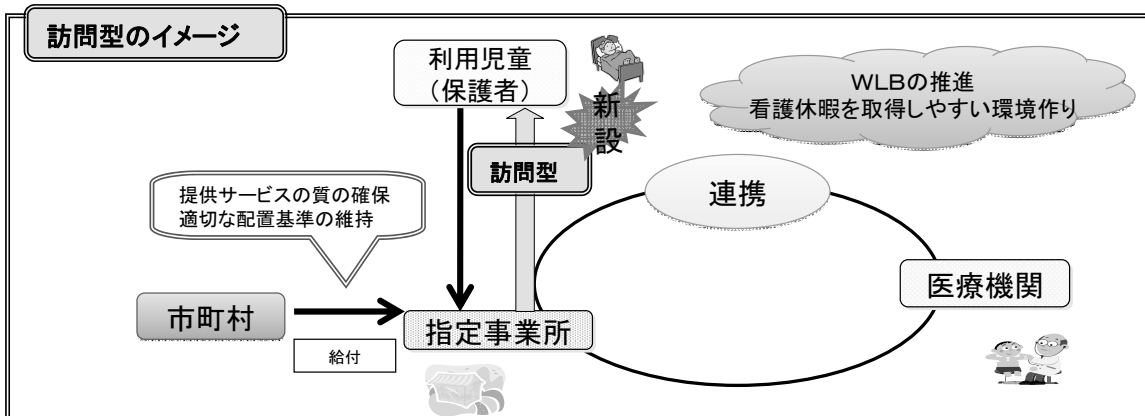 訪問型のイメージ
利用児童
（保護者）
新設
WLBの推進
看護休暇を取得しやすい環境作り
訪問型
連携
提供サービスの質の確保
適切な配置基準の維持
医療機関
市町村
指定事業所
給付